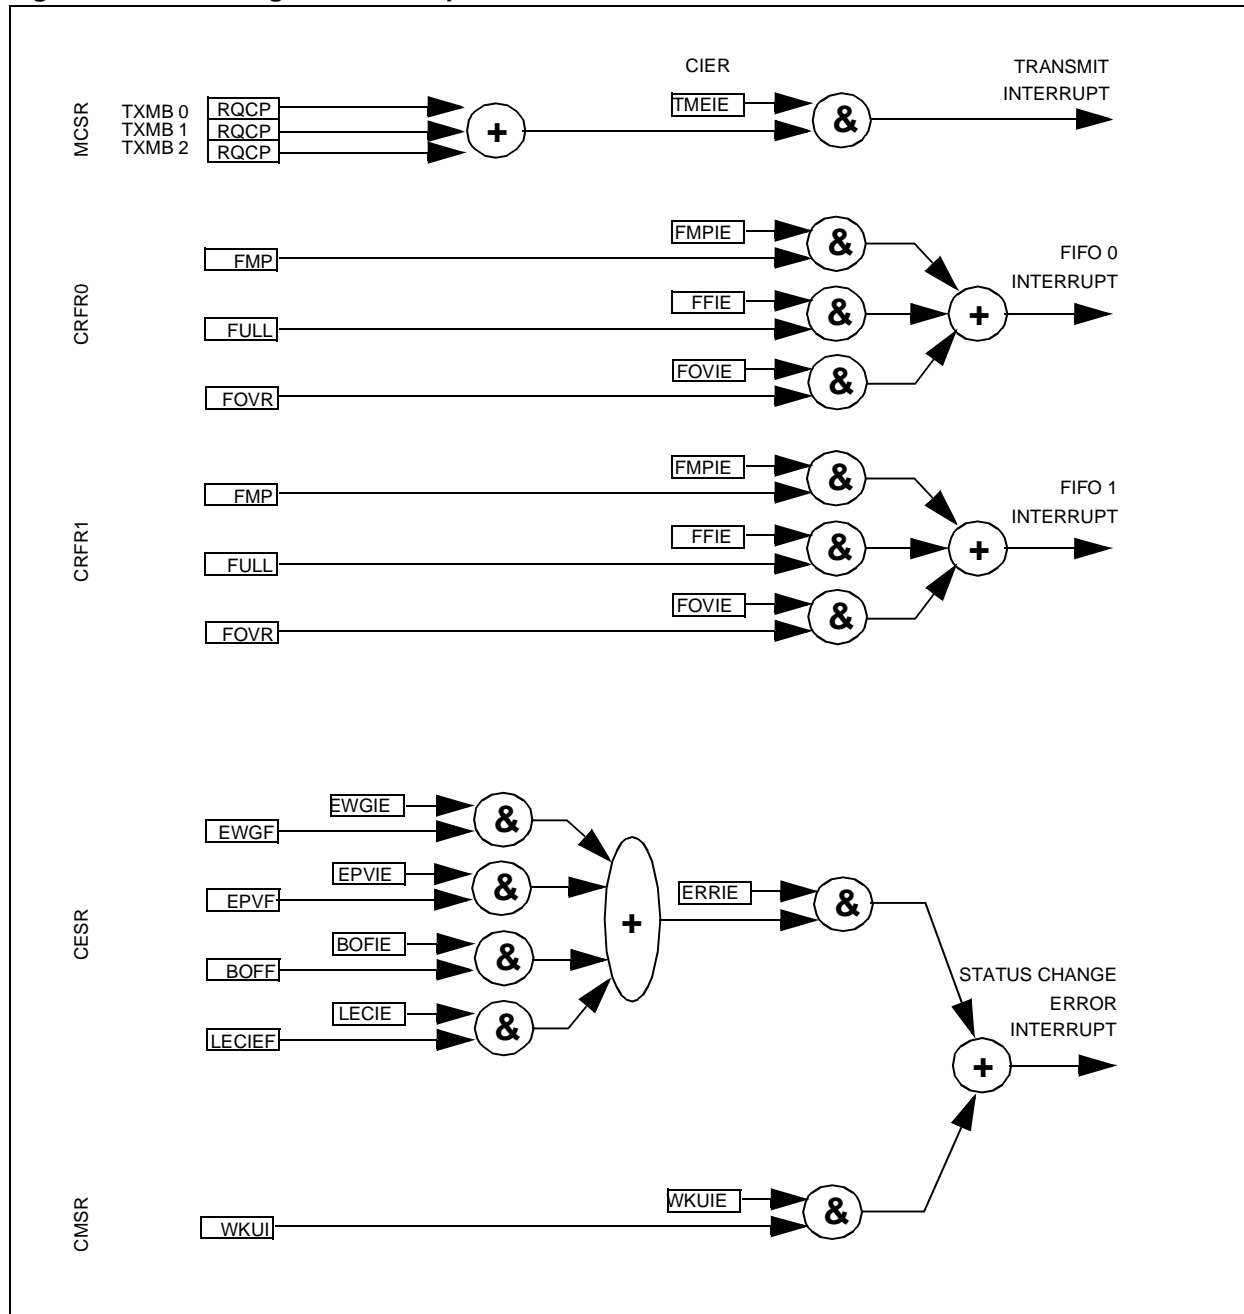 CIER
TRANSMIT
INTERRUPT
MCSR
TXMB 0
TXMB 1
TXMB 2
RQCP
RQCP
RQCP
+
TMEIE
&
FMPIE
&
FIFO 0
INTERRUPT
CRFR0
FMP
FFIE
&
+
FULL
FOVIE
&
FOVR
FMPIE
&
FIFO 1
INTERRUPT
CRFR1
FMP
FFIE
&
+
FULL
FOVIE
&
FOVR
CESR
EWGIE
&
EWGF
EPVIE
&
EPVF
+
ERRIE
&
BOFIE
&
BOFF
LECIE
&
LECIEF
STATUS CHANGE
ERROR
INTERRUPT
+
CMSR
WKUIE
&
WKUI